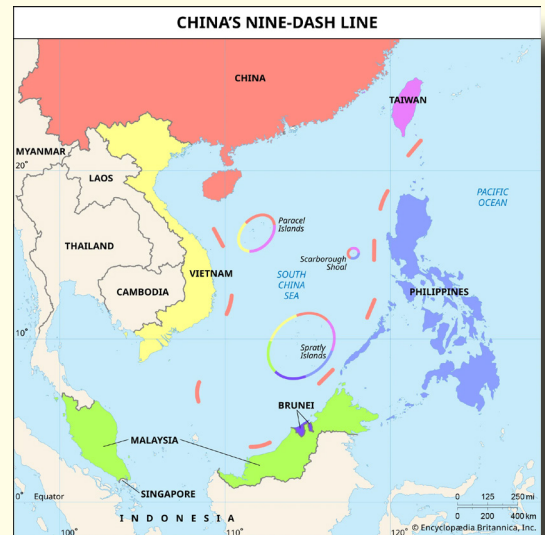 CHINA'S NINE-DASH LINE
CHINA
TAIWAN
MYANMAR
20°
LAOS
PACIFIC
OCEAN
Paracel
Islands
THAILAND
Scarborough
Shoal
VIETNAM
SOUTH
CHINA
SEA
CAMBODIA
PHILIPPINES
10°
Spratly
Islands
BRUNEI
MALAYSIA
SINGAPORE
0°
Equator
0 125 250 mi
0 200 400 km
INDONESIA
100°
110°
120°
© Encyclopædia Britannica, Inc.